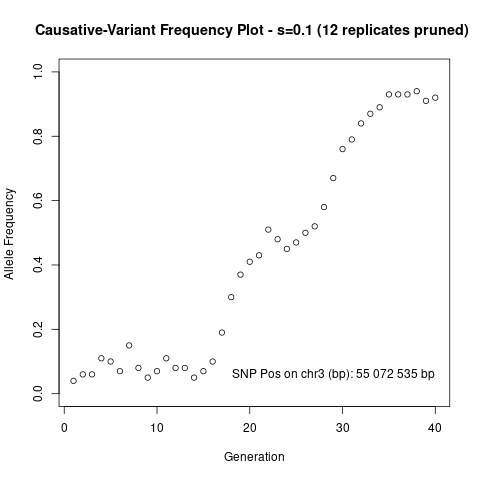 Causative-Variant Frequency Plot - s=0.1 (12 replicates pruned)
1.0
0.8
0.6
0.4
0.2
0.0
Allele Frequency
SNP Pos on chr3 (bp): 55 072 535 bp
0 10 20 30 40
Generation